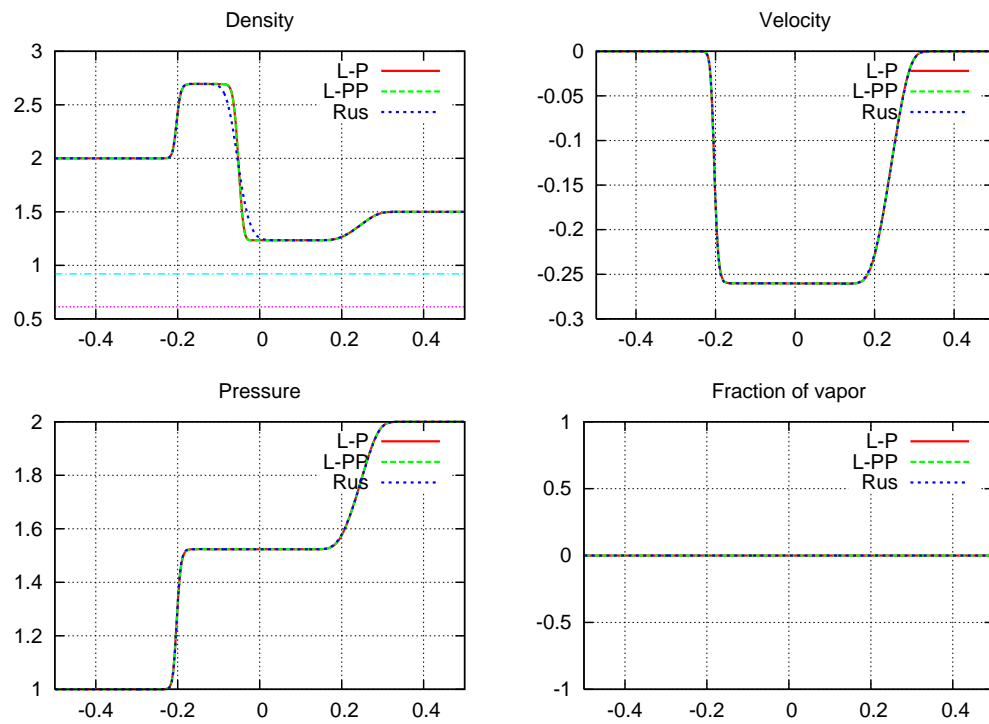 Density
3
2.5
2
1.5
1
0.5
-0.4 -0.2 0 0.2 0.4
L-P
L-PP
Rus
Velocity
0
-0.05
-0.1
-0.15
-0.2
-0.25
-0.3
-0.4 -0.2 0 0.2 0.4
L-P
L-PP
Rus
Pressure
2
1.8
1.6
1.4
1.2
1
-0.4 -0.2 0 0.2 0.4
L-P
L-PP
Rus
Fraction of vapor
1
0.5
0
-0.5
-1
-0.4 -0.2 0 0.2 0.4
L-P
L-PP
Rus